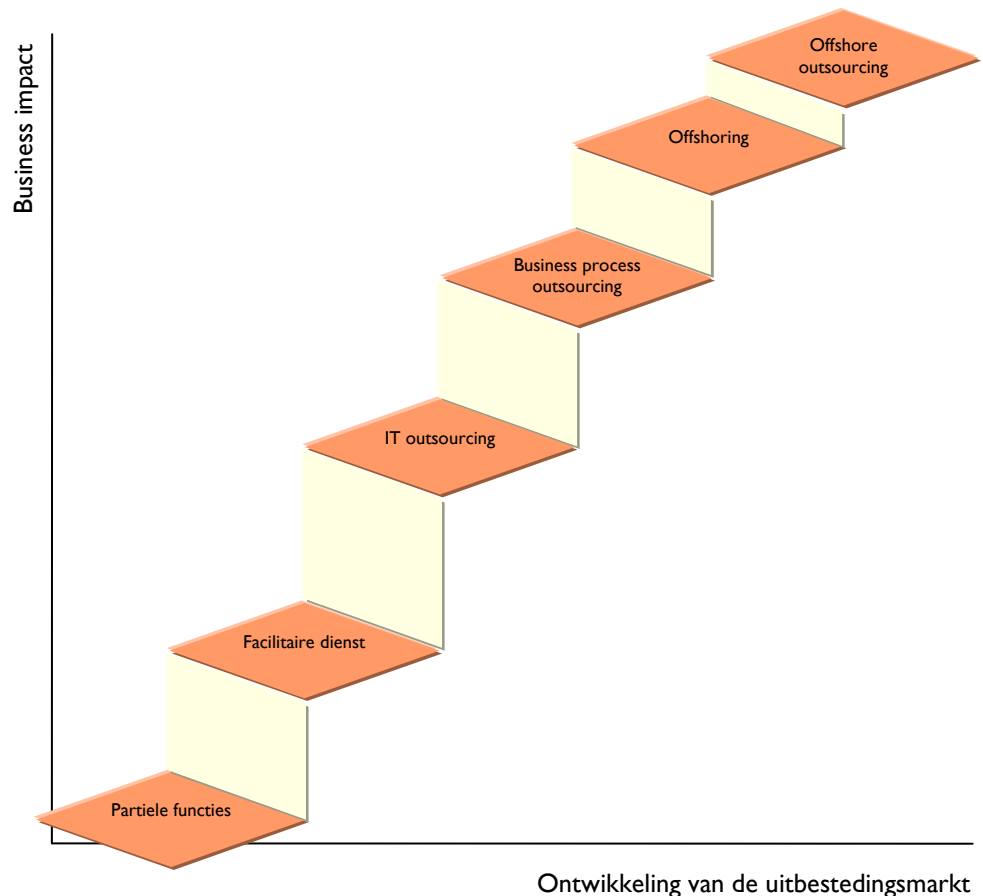 Business impact
Offshore
outsourcing
Offshoring
Business process
outsourcing
IT outsourcing
Facilitaire dienst
Partiele functies
Ontwikkeling van de uitbestedingsmarkt